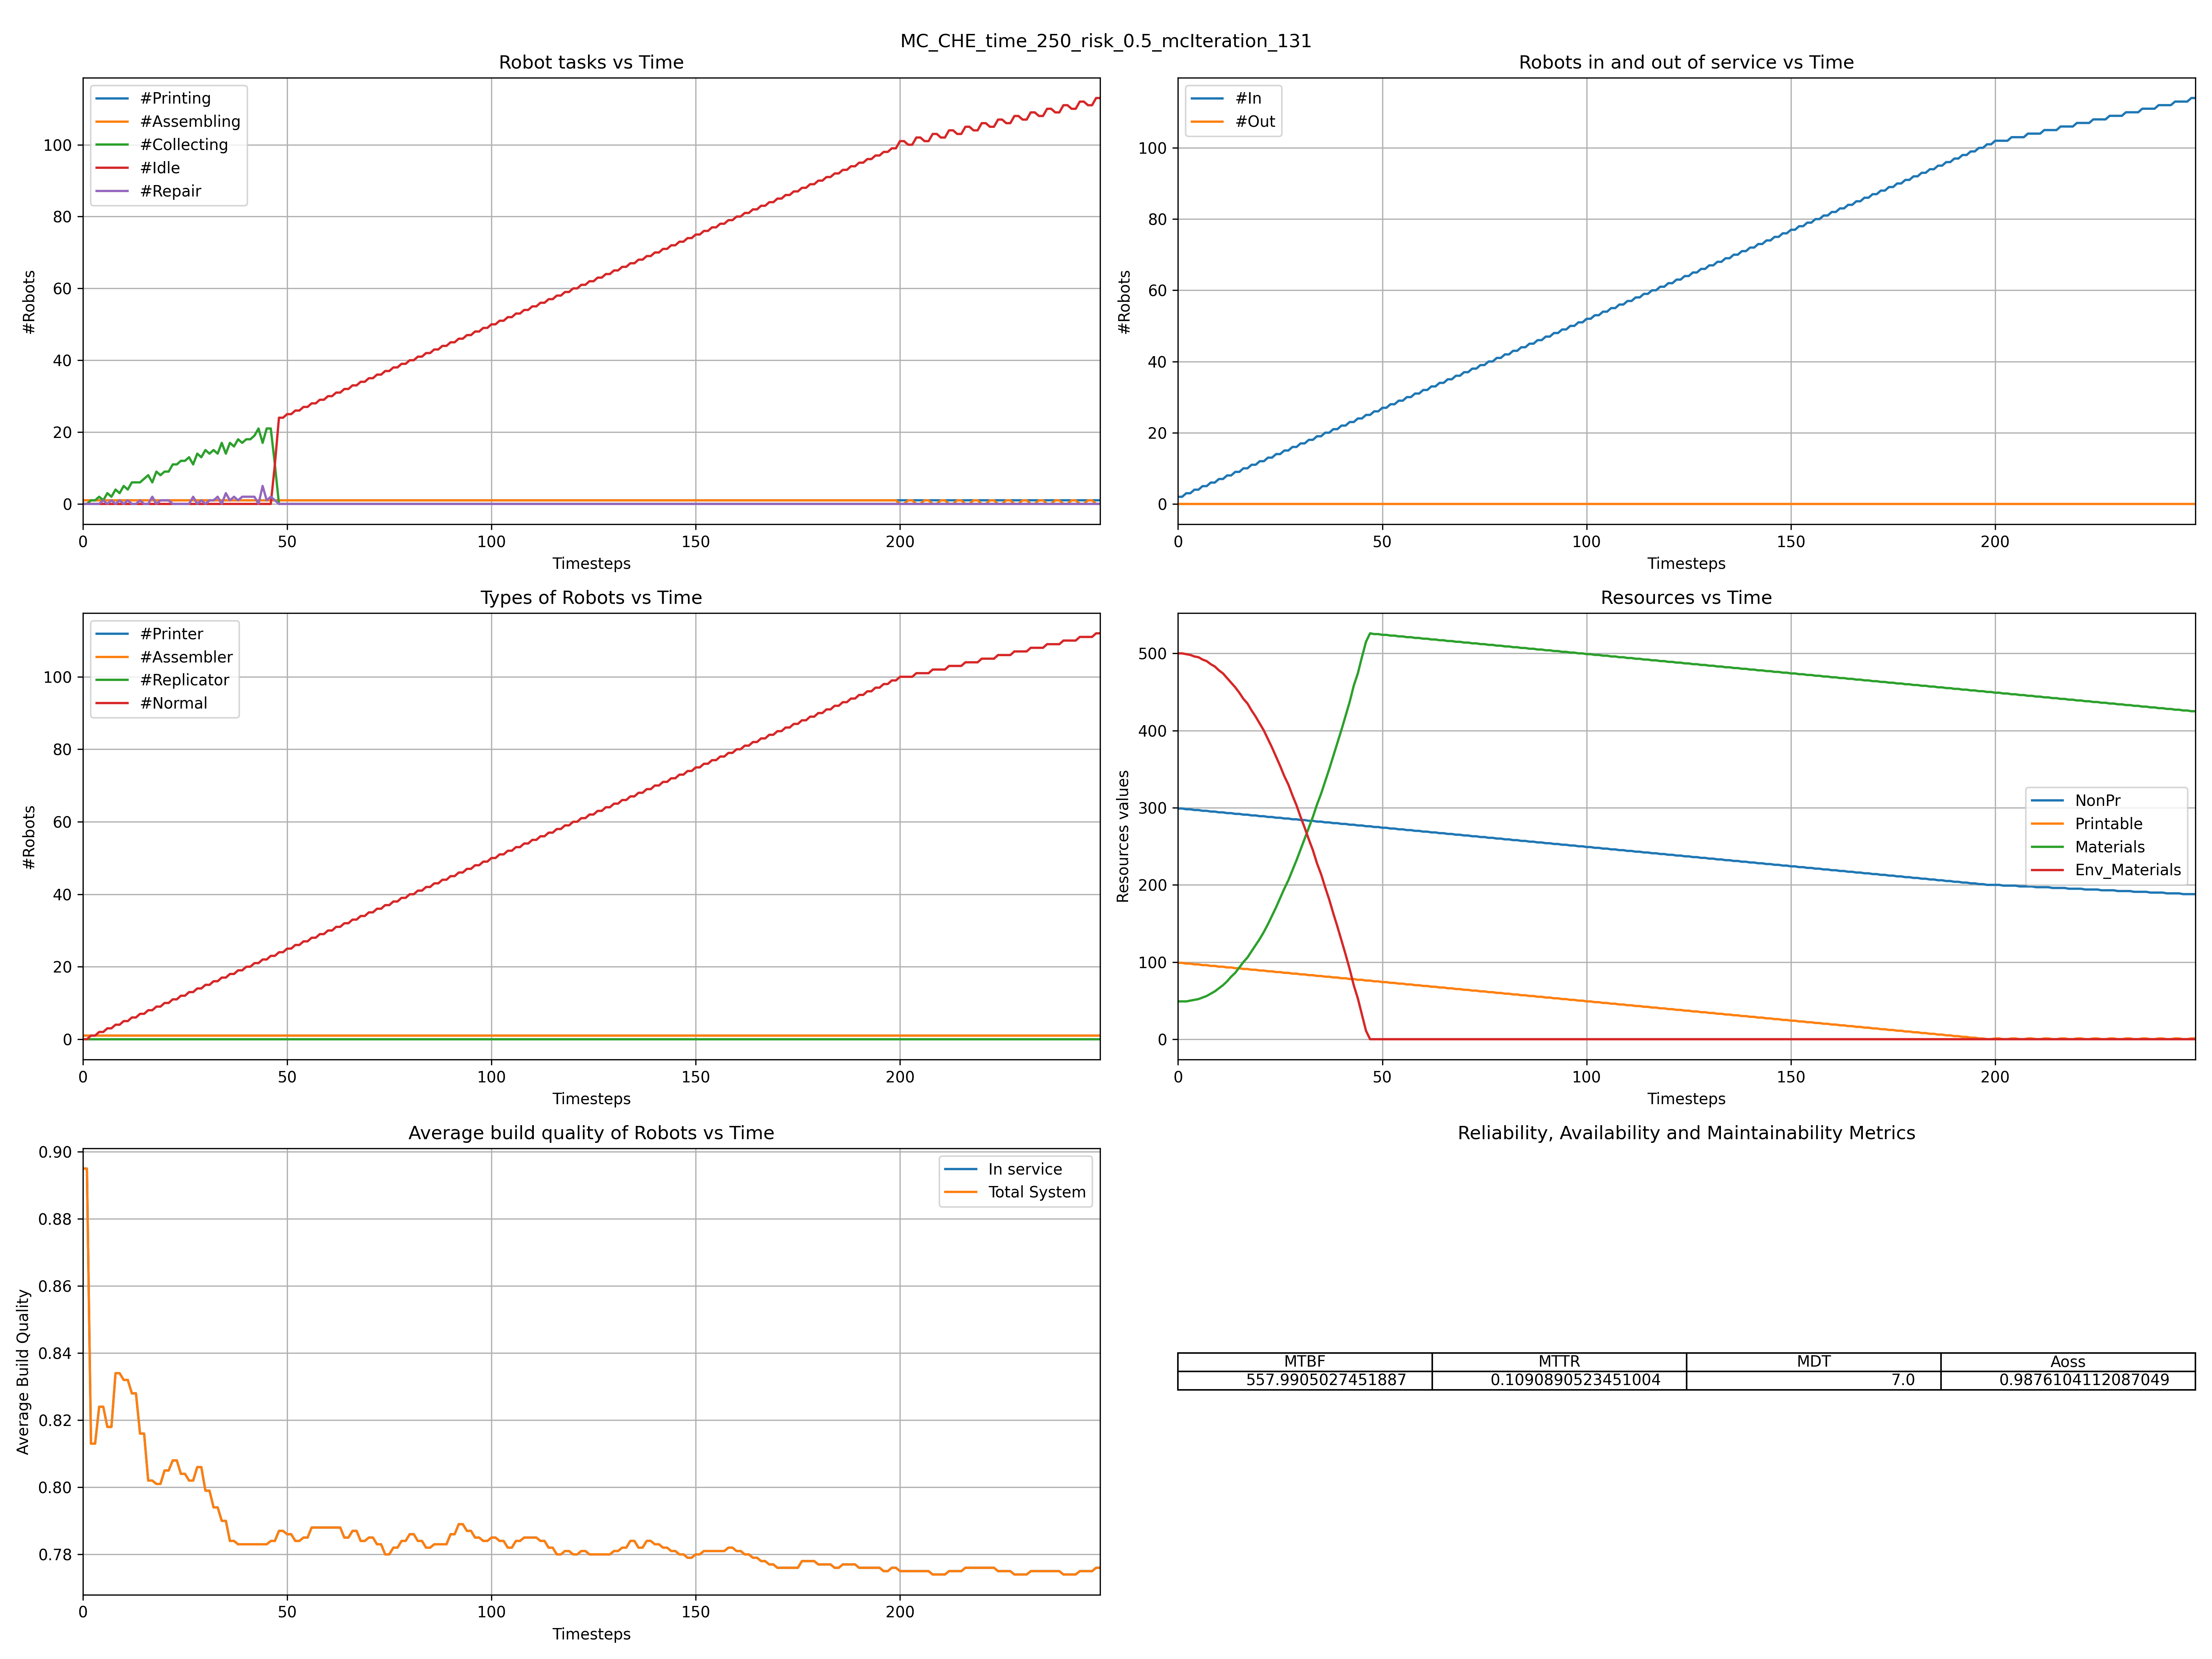 MC_CHE_time_250_risk_0.5_mcIteration_131
Robot tasks vs Time
#Printing
#Assembling
#Collecting
#Idle
#Repair
#Robots
100
80
60
40
20
0
0 50 100 150 200
Timesteps
Robots in and out of service vs Time
#In
#Out
#Robots
100
80
60
40
20
0
0 50 100 150 200
Timesteps
Types of Robots vs Time
#Printer
#Assembler
#Replicator
#Normal
#Robots
100
80
60
40
20
0
0 50 100 150 200
Timesteps
Resources vs Time
NonPr
Printable
Materials
Env_Materials
Resources values
500
400
300
200
100
0
0 50 100 150 200
Timesteps
Average build quality of Robots vs Time
In service
Total System
Average Build Quality
0.90
0.88
0.86
0.84
0.82
0.80
0.78
0 50 100 150 200
Timesteps
Reliability, Availability and Maintainability Metrics
MTBF MTTR MDT Aoss
557.9905027451887 0.1090890523451004 7.0 0.9876104112087049